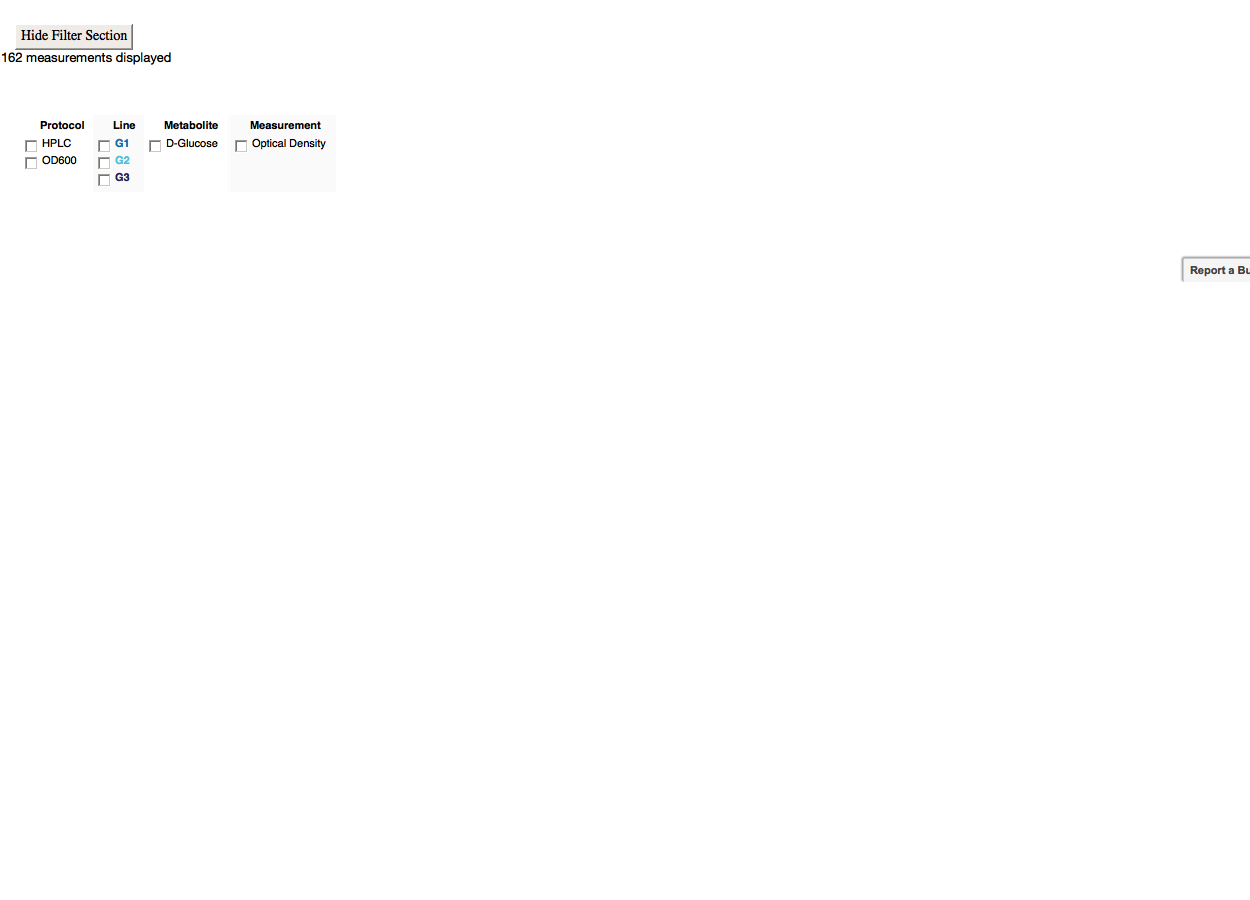 Hide Filter Section
162 measurements displayed
Protocol Line Metabolite Measurement
HPLC G1 D-Glucose Optical Density
OD600 G2
G3
Report a Bu